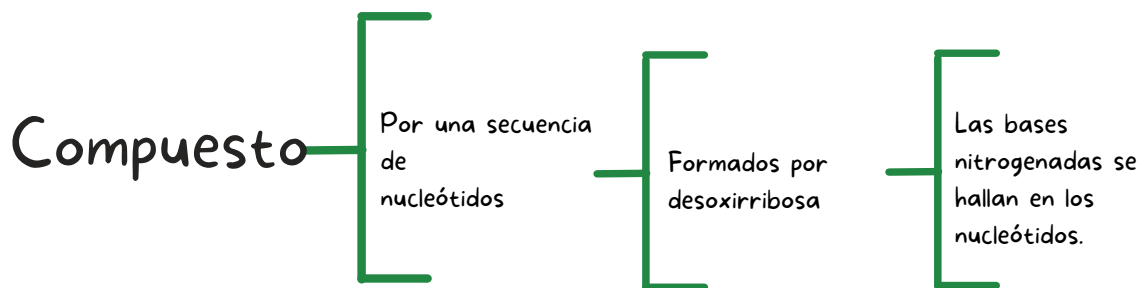 Compuesto
Por una secuencia
de
nucleótidos
Formados por
desoxirribosa
Las bases
nitrogenadas se
hallan en los
nucleótidos.